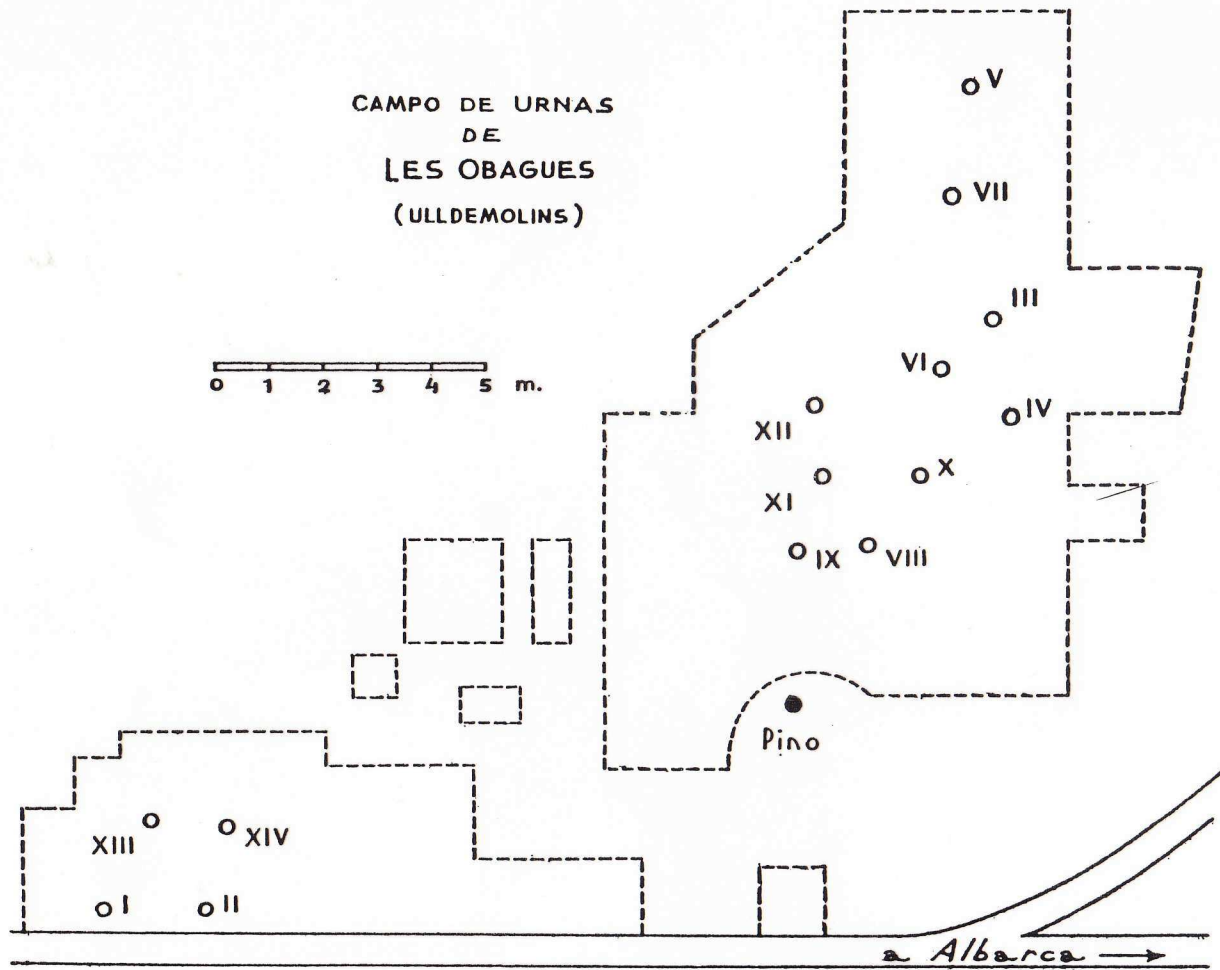 CAMPO DE URNAS
DE
LES OBAGUES
(ULLDEMOLINS)
0 1 2 3 4 5 m.
V
VII
III
VI
IV
XII
X
XI
IX
VIII
Pino
XIII
XIV
I
II
a Albarca